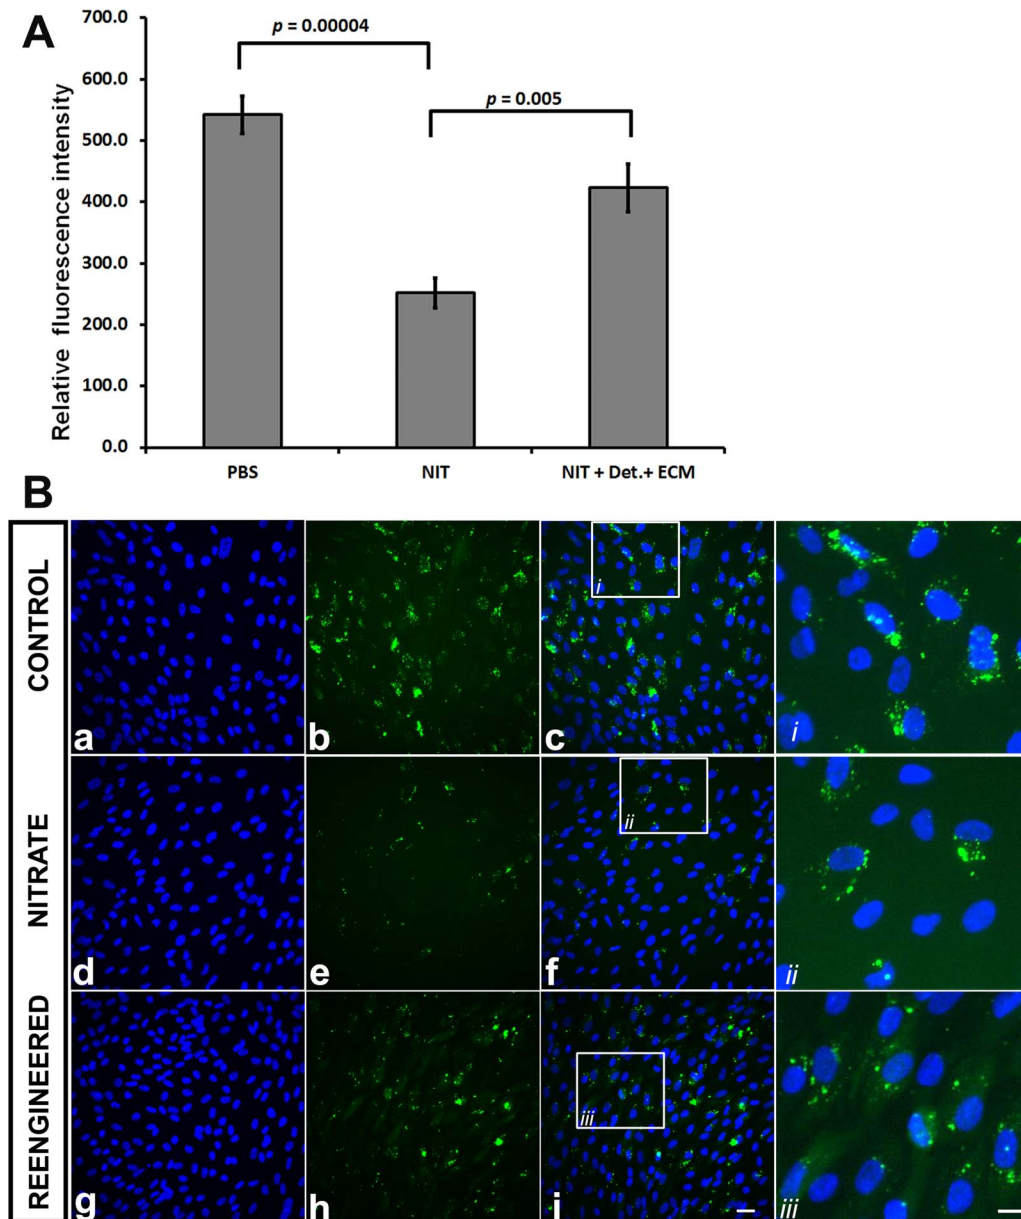 A
700.0
600.0
500.0
400.0
300.0
200.0
100.0
0.0
Relative fluorescence intensity
p = 0.00004
p = 0.005
PBS NIT NIT + Det.+ ECM
B
CONTROL
a b c i i
NITRATE
d e f ii ii
REENGINEERED
g h i iii iii